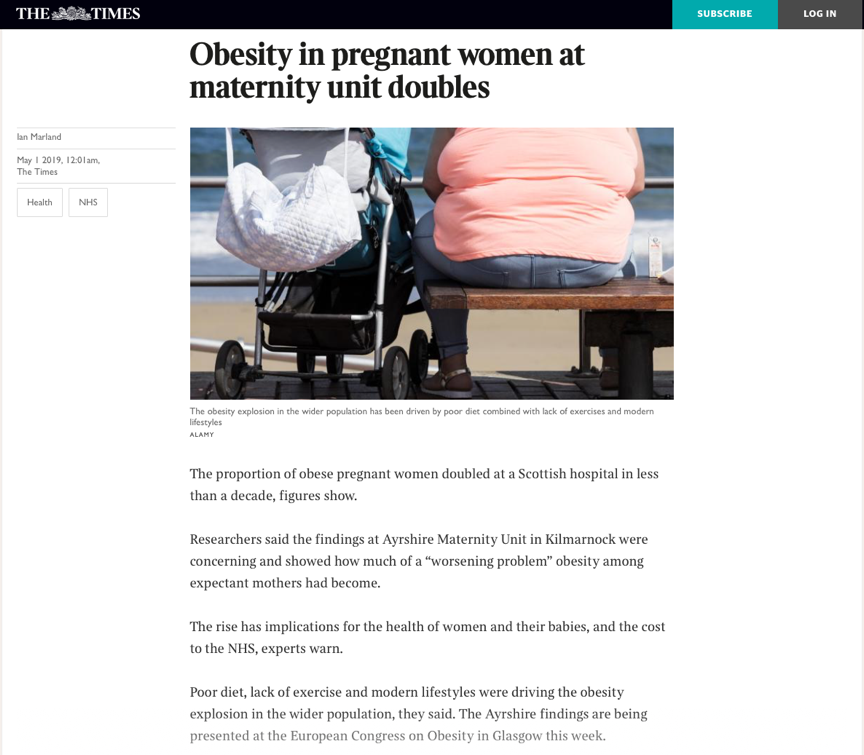 THE TIMES
SUBSCRIBE
LOG IN
Obesity in pregnant women at
maternity unit doubles
Ian Marland
May 1 2019, 12:01am,
The Times
Health
NHS
The obesity explosion in the wider population has been driven by poor diet combined with lack of exercises and modern
lifestyles
ALAMY
The proportion of obese pregnant women doubled at a Scottish hospital in less
than a decade, figures show.
Researchers said the findings at Ayrshire Maternity Unit in Kilmarnock were
concerning and showed how much of a “worsening problem” obesity among
expectant mothers had become.
The rise has implications for the health of women and their babies, and the cost
to the NHS, experts warn.
Poor diet, lack of exercise and modern lifestyles were driving the obesity
explosion in the wider population, they said. The Ayrshire findings are being
presented at the European Congress on Obesity in Glasgow this week.